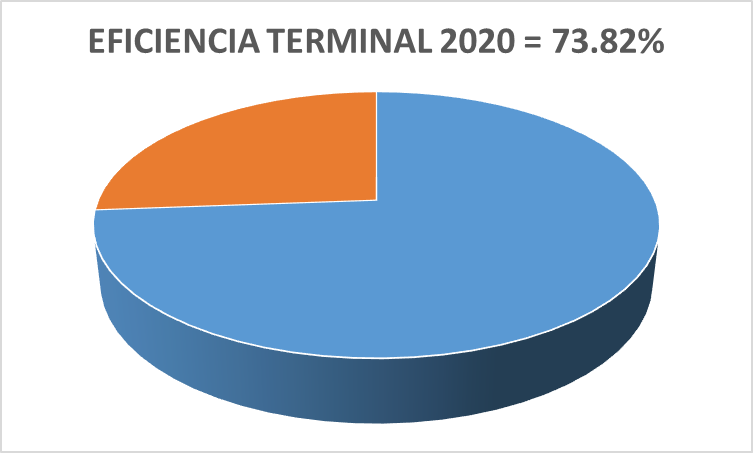 EFICIENCIA TERMINAL 2020 = 73.82%